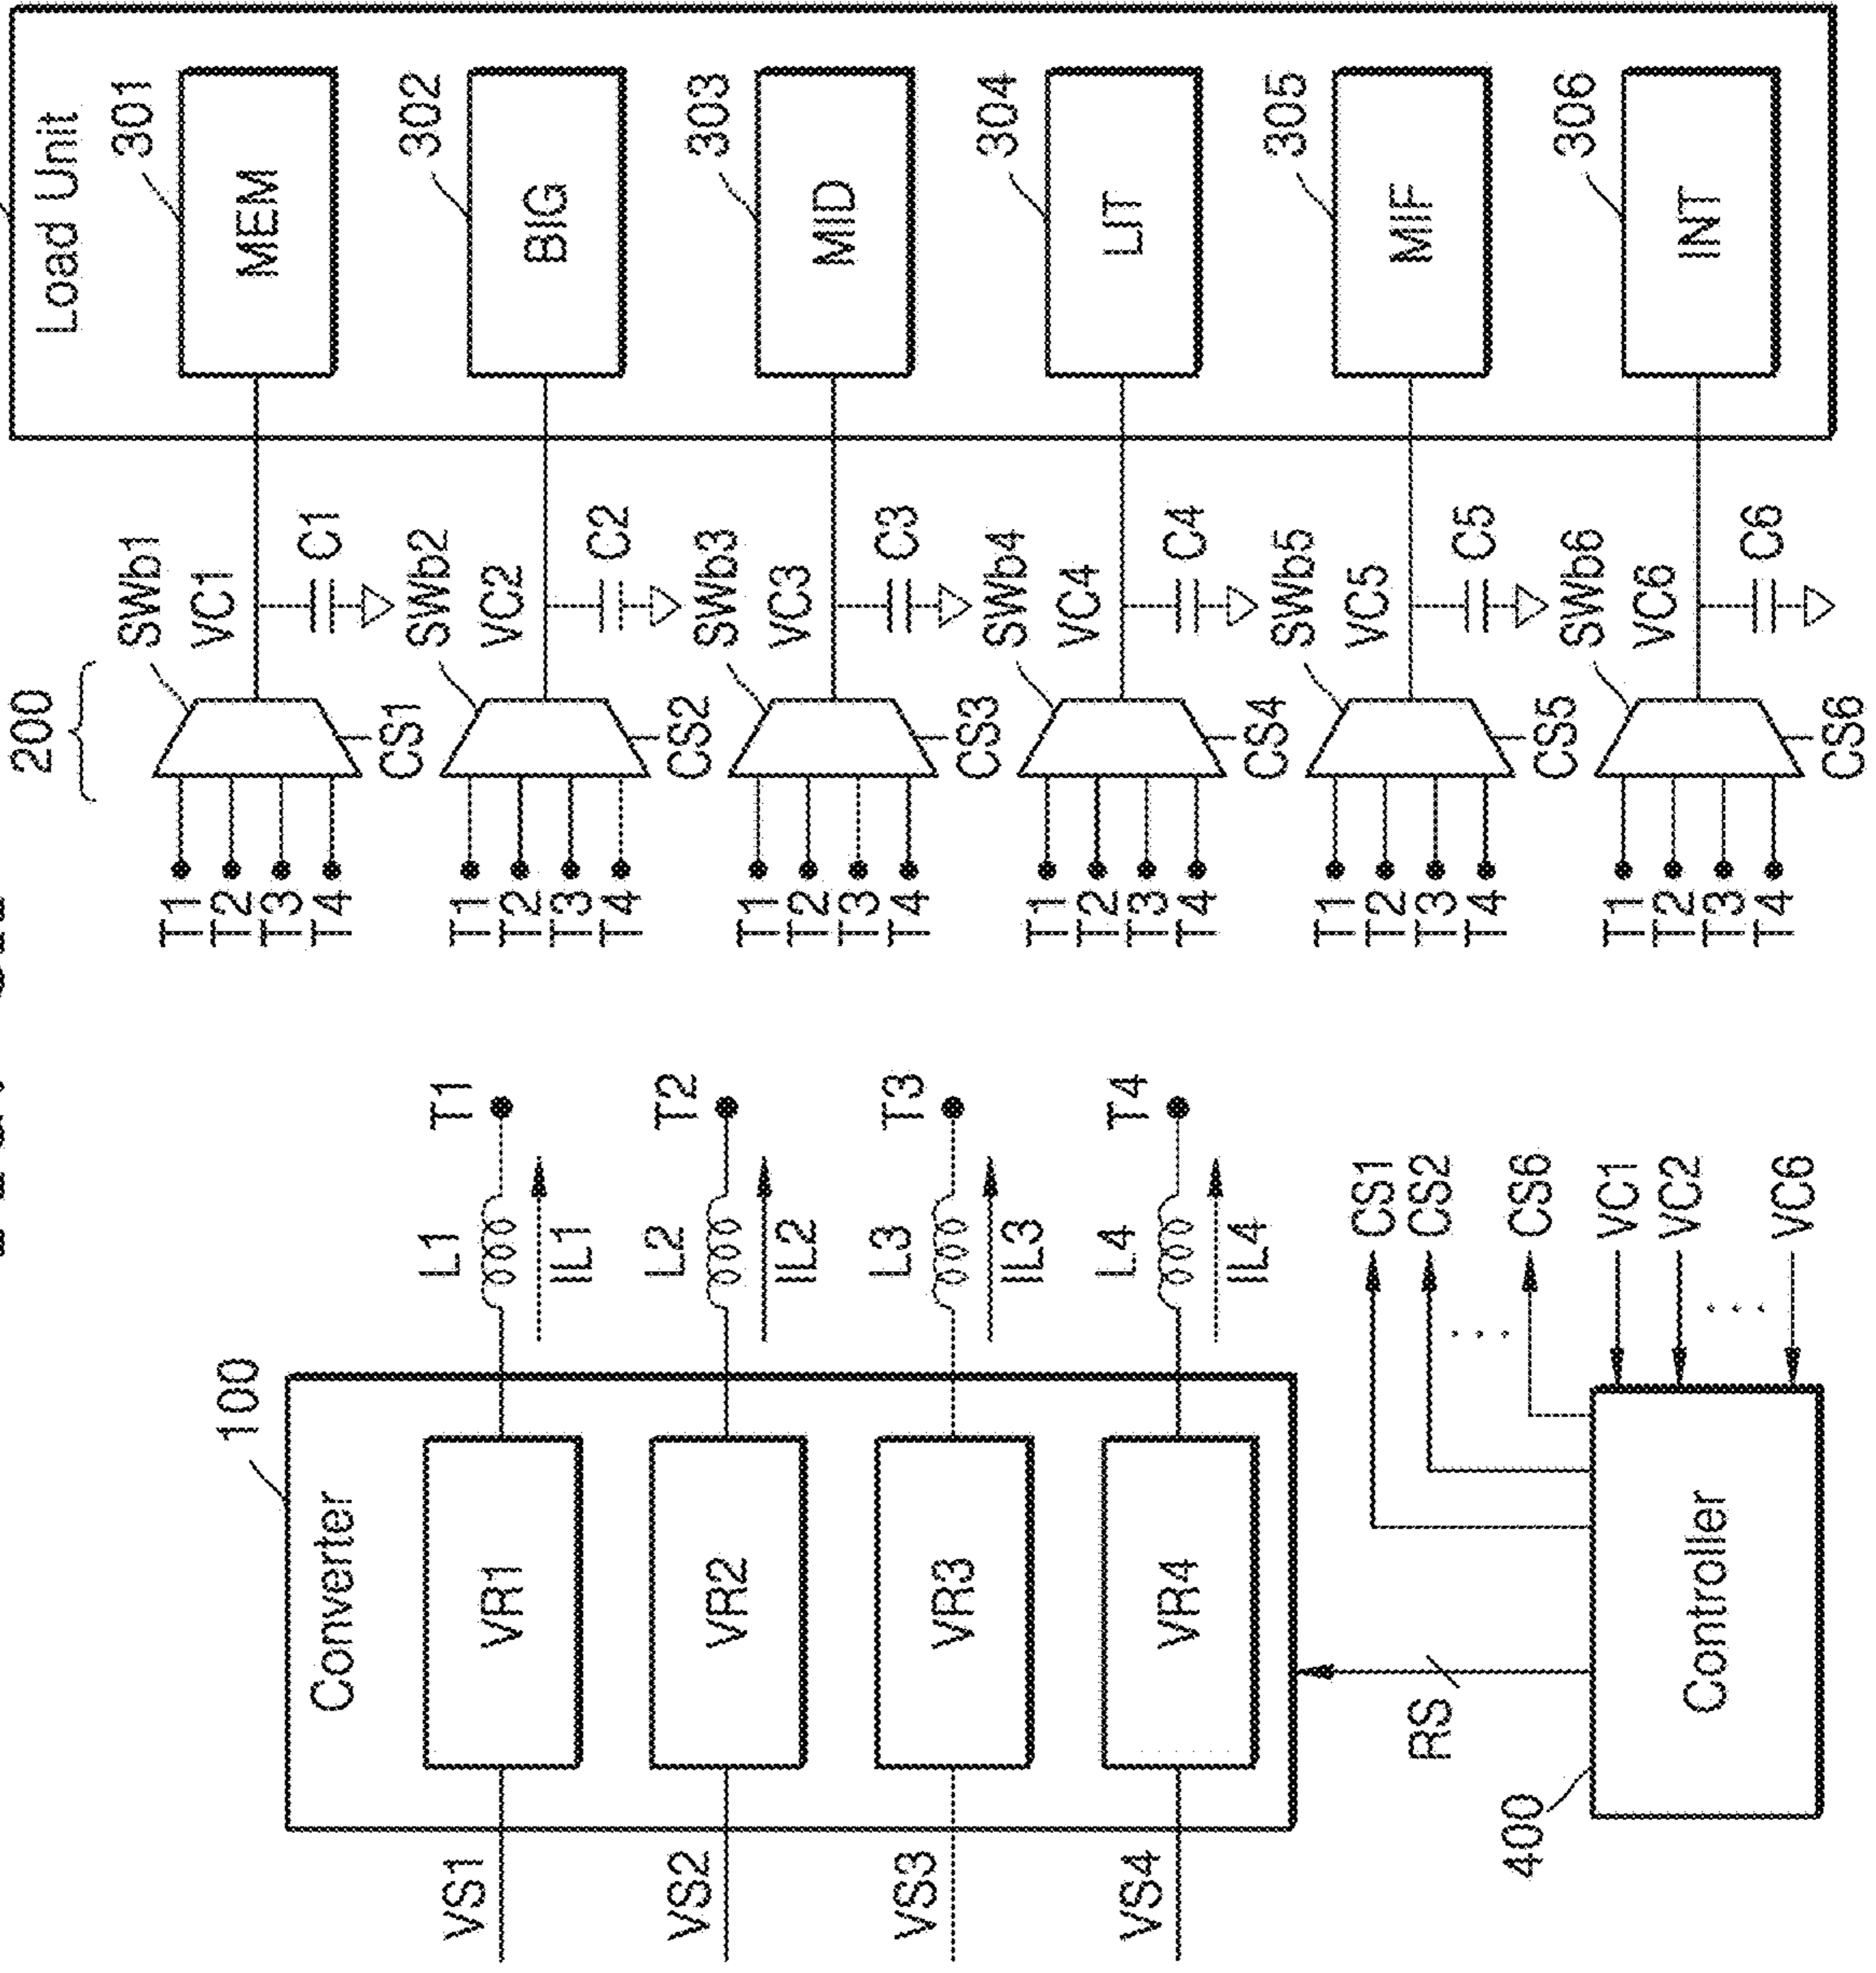 100
Converter
VS1
VR1
L1
IL1
T1
VS2
VR2
L2
IL2
T2
VS3
VR3
L3
IL3
T3
VS4
VR4
L4
IL4
T4
RS
400
Controller
CS1
CS2
. . .
CS6
VC1
VC2
. . .
VC6
200
Load Unit
T1
T2
T3
T4
CS1
SWb1
VC1
C1
MEM
301
T1
T2
T3
T4
CS2
SWb2
VC2
C2
BIG
302
T1
T2
T3
T4
CS3
SWb3
VC3
C3
MID
303
T1
T2
T3
T4
CS4
SWb4
VC4
C4
LIT
304
T1
T2
T3
T4
CS5
SWb5
VC5
C5
MIF
305
T1
T2
T3
T4
CS6
SWb6
VC6
C6
INT
306